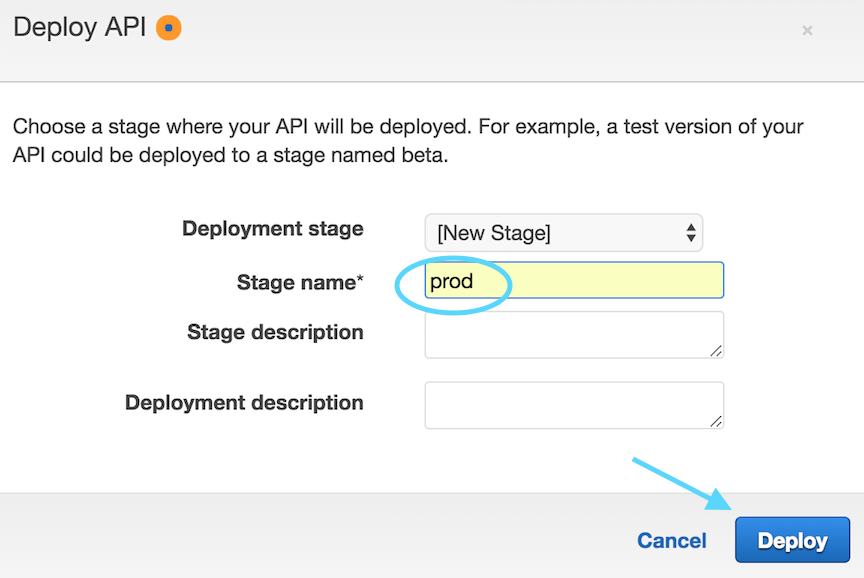 Deploy API
Choose a stage where your API will be deployed. For example, a test version of your
API could be deployed to a stage named beta.
Deployment stage [New Stage]
Stage name* prod
Stage description
Deployment description
Cancel Deploy